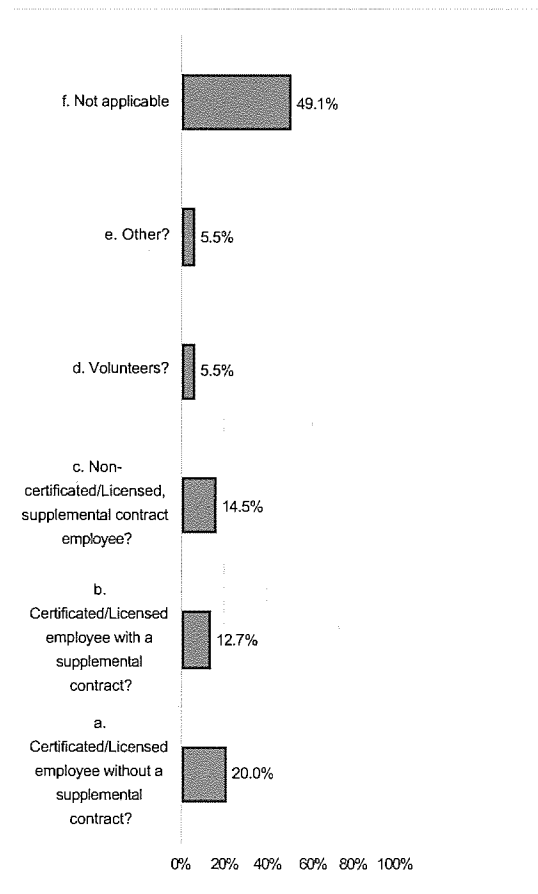 f. Not applicable
49.1%
e. Other?
5.5%
d. Volunteers?
5.5%
c. Non-
certificated/Licensed,
supplemental contract
employee?
14.5%
b.
Certificated/Licensed
employee with a
supplemental
contract?
12.7%
a.
Certificated/Licensed
employee without a
supplemental
contract?
20.0%
0% 20% 40% 60% 80% 100%